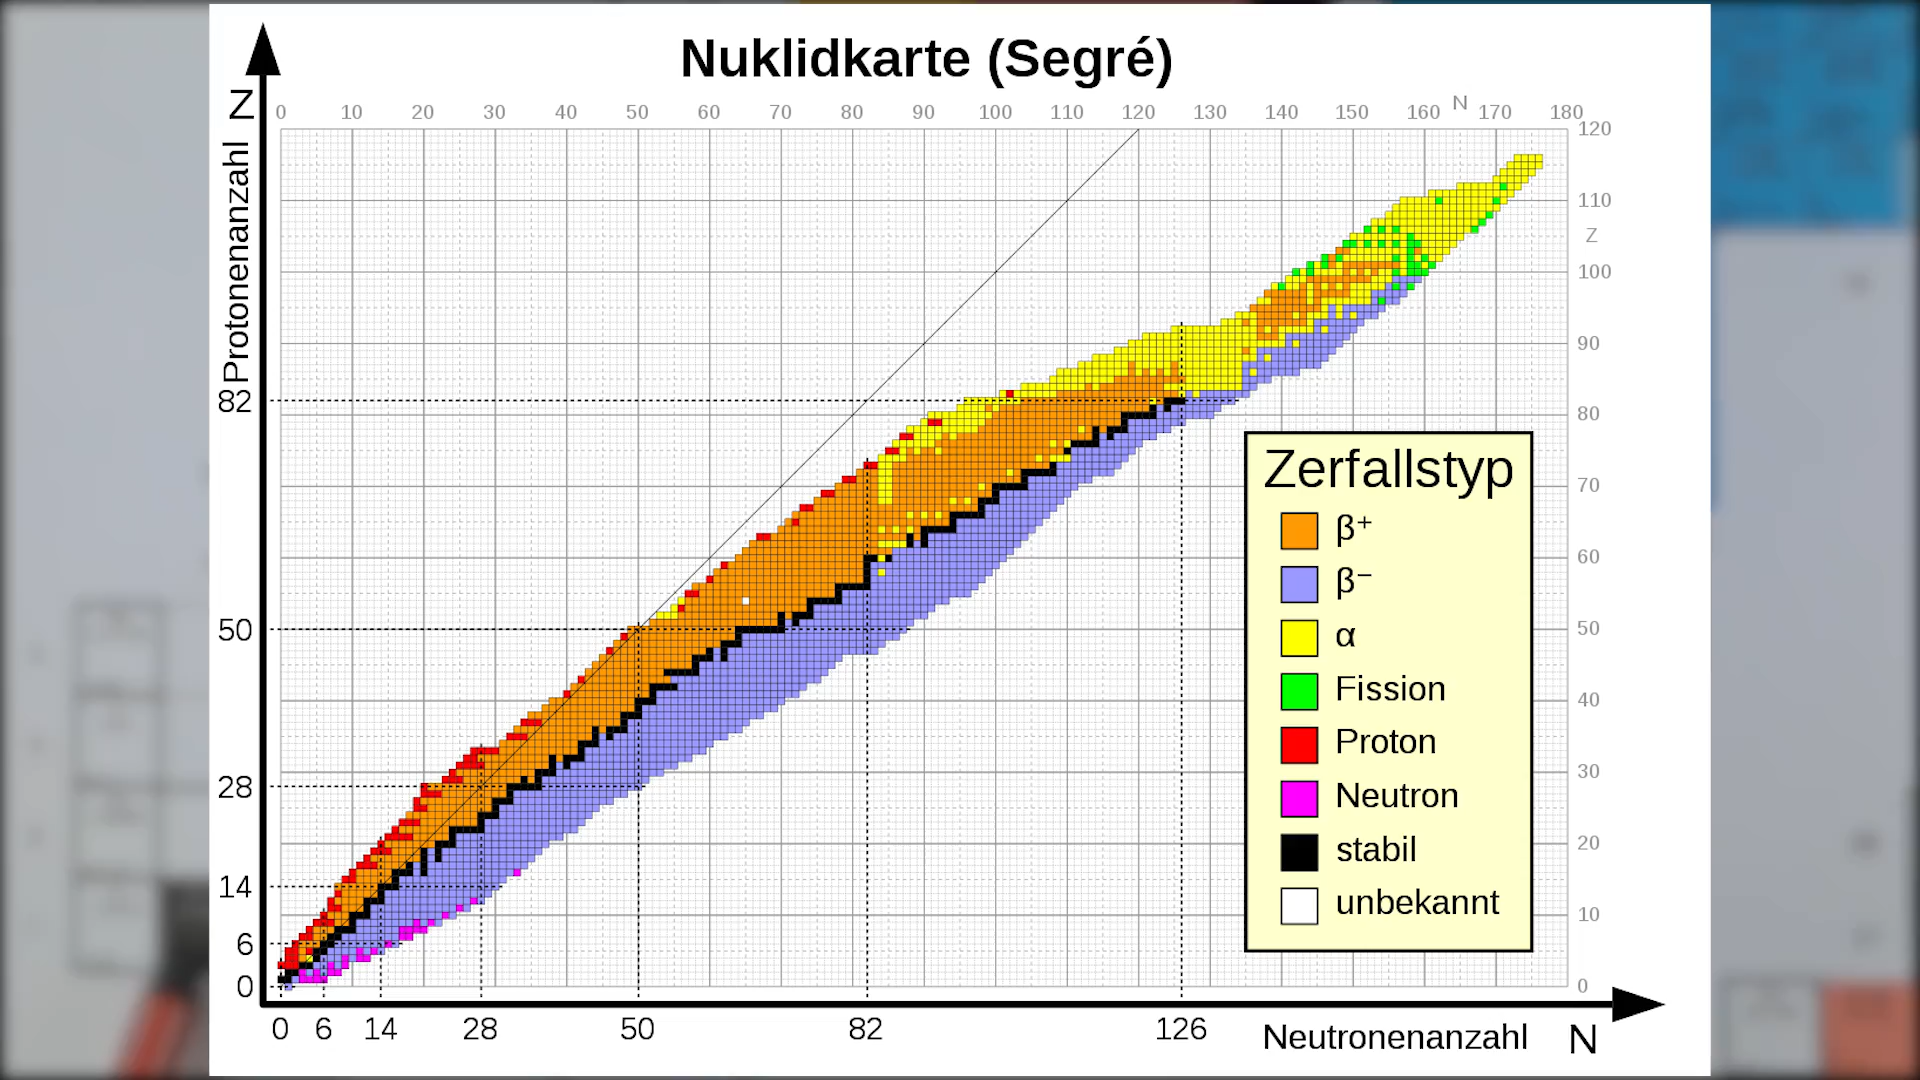 Nuklidkarte (Segré)
Z
0 10 20 30 40 50 60 70 80 90 100 110 120 130 140 150 160 N 170 180
120
110
Z
100
90
80
70
60
50
40
30
20
10
0
Protonenanzahl
82
50
28
14
6
0
Zerfallstyp
β⁺
β⁻
α
Fission
Proton
Neutron
stabil
unbekannt
0 6 14 28 50 82 126
Neutronenanzahl N